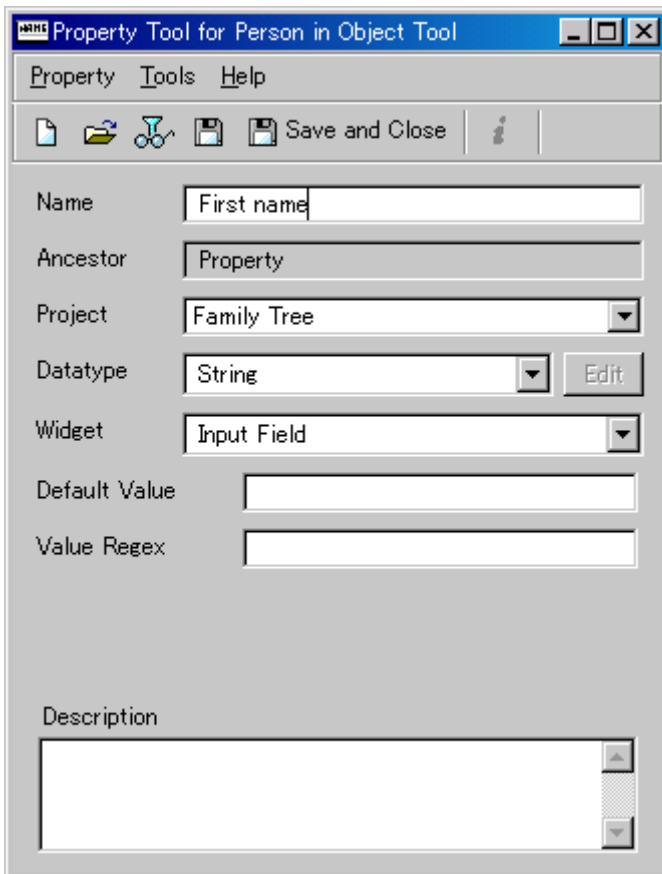 NAME Property Tool for Person in Object Tool
Property Tools Help
Save and Close i
Name First name
Ancestor Property
Project Family Tree
Datatype String Edit
Widget Input Field
Default Value
Value Regex
Description